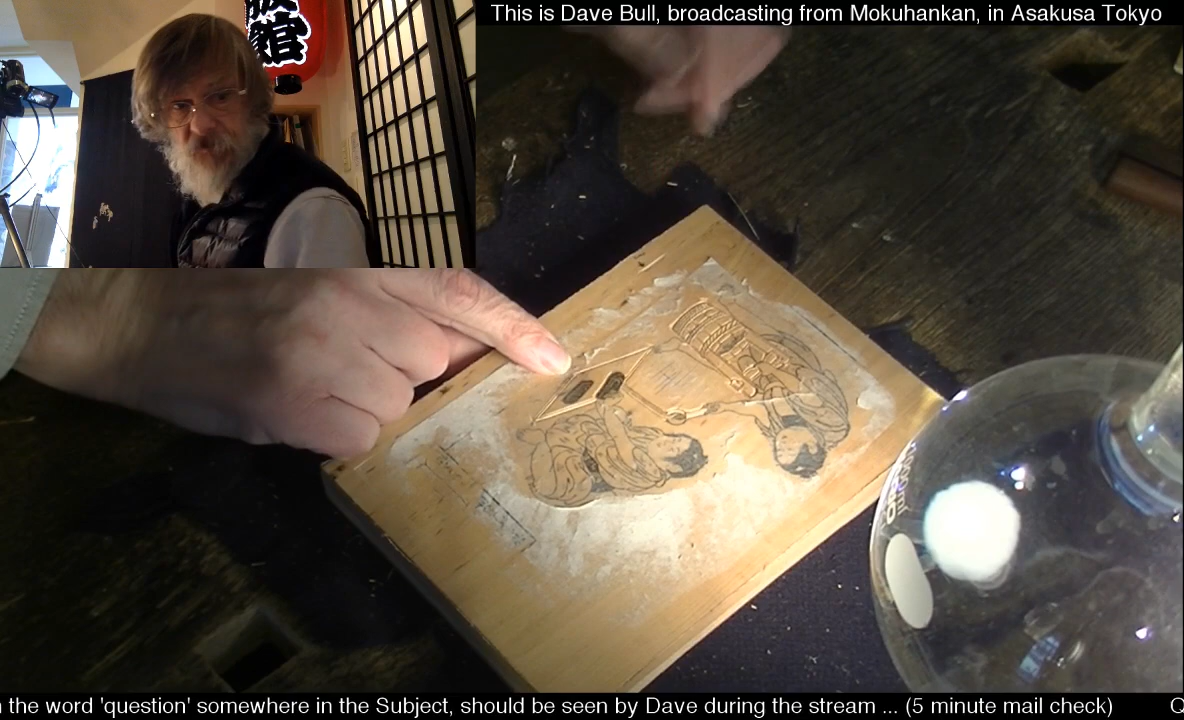 This is Dave Bull, broadcasting from Mokuhankan, in Asakusa Tokyo
館
the word 'question' somewhere in the Subject, should be seen by Dave during the stream ... (5 minute mail check)